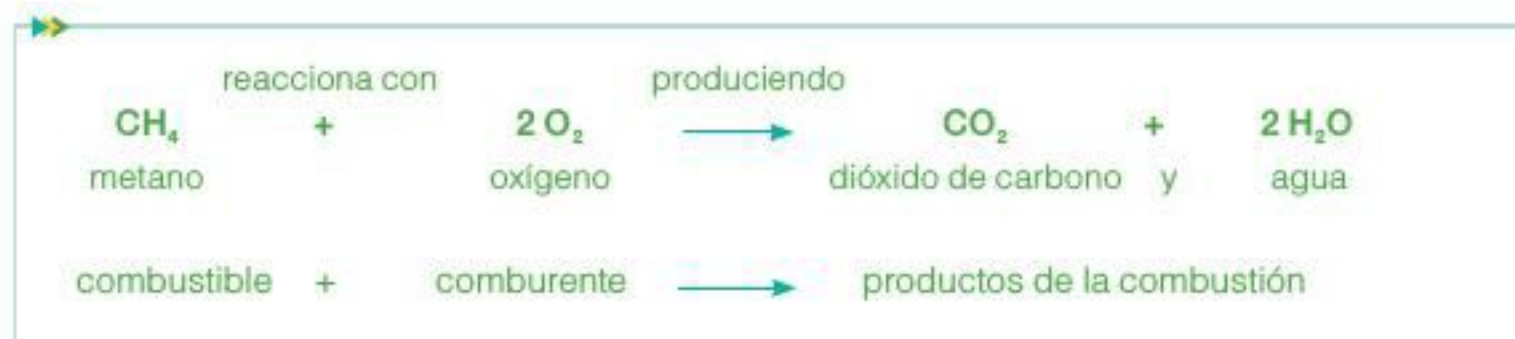 reacciona con produciendo
CH₄ + 2 O₂ → CO₂ + 2 H₂O
metano oxígeno dióxido de carbono y agua
combustible + comburente → productos de la combustión